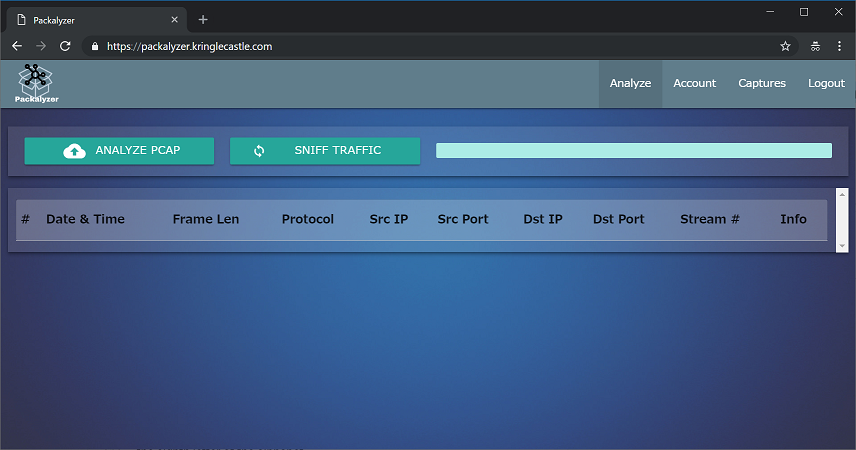 Packalyzer
https://packalyzer.kringlecastle.com
Packalyzer
Analyze Account Captures Logout
ANALYZE PCAP SNIFF TRAFFIC
# Date & Time Frame Len Protocol Src IP Src Port Dst IP Dst Port Stream # Info